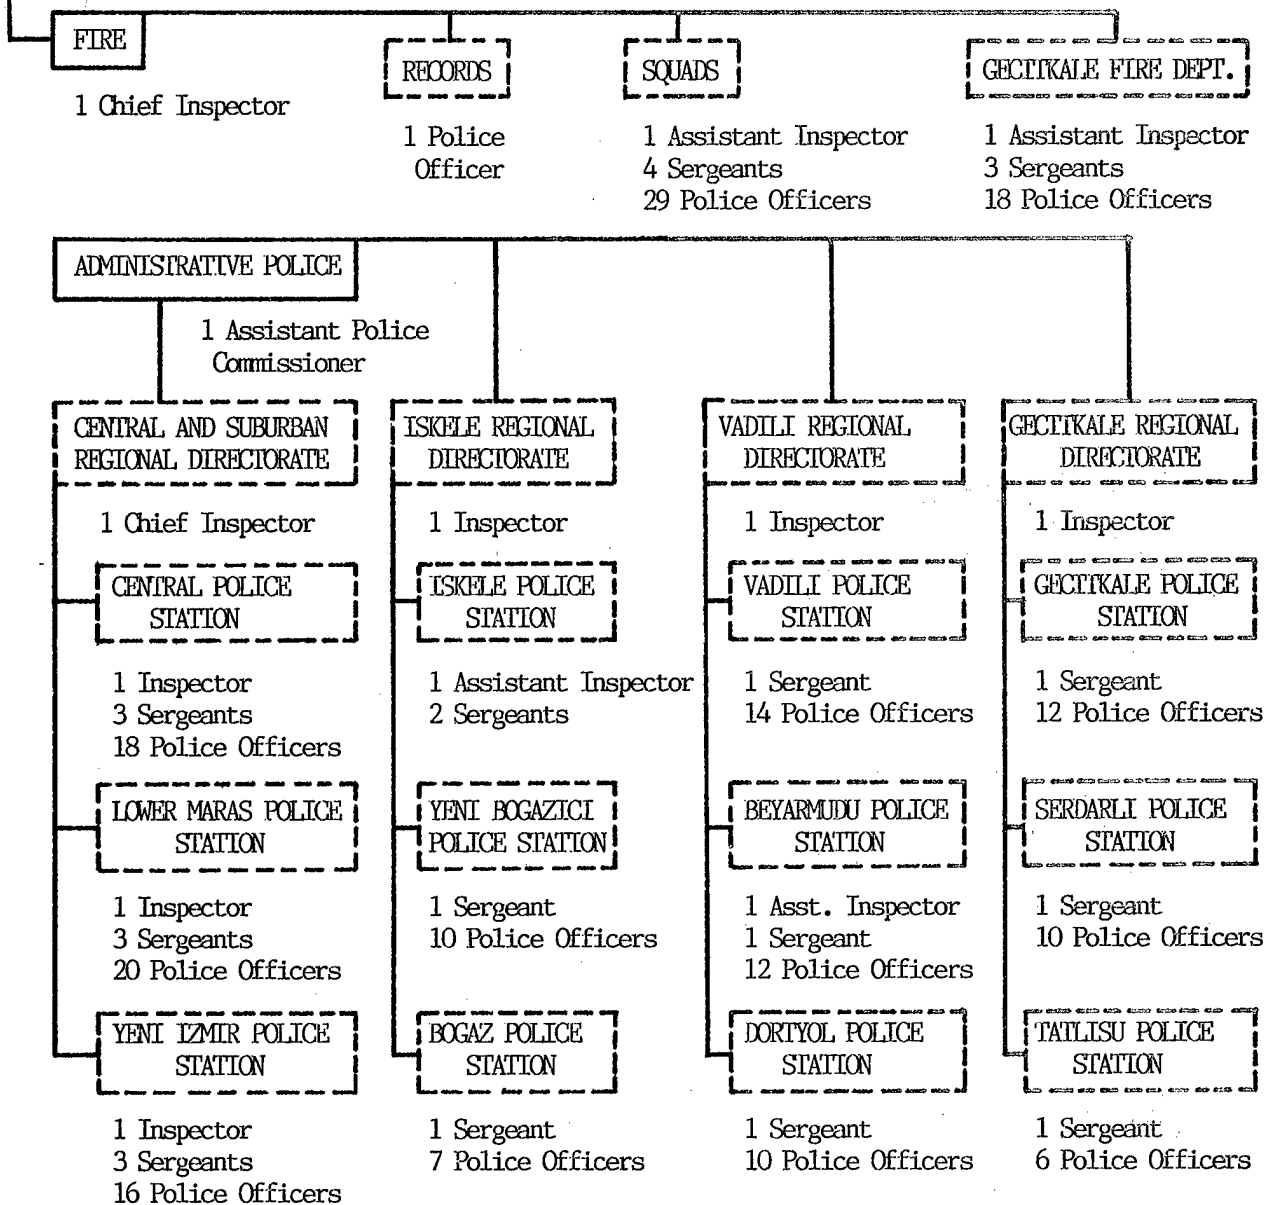 FIRE
1 Chief Inspector
RECORDS
1 Police
Officer
SQUADS
1 Assistant Inspector
4 Sergeants
29 Police Officers
GECITKALE FIRE DEPT.
1 Assistant Inspector
3 Sergeants
18 Police Officers
ADMINISTRATIVE POLICE
1 Assistant Police
Commissioner
CENTRAL AND SUBURBAN
REGIONAL DIRECTORATE
1 Chief Inspector
CENTRAL POLICE
STATION
1 Inspector
3 Sergeants
18 Police Officers
LOWER MARAS POLICE
STATION
1 Inspector
3 Sergeants
20 Police Officers
YENI IZMIR POLICE
STATION
1 Inspector
3 Sergeants
16 Police Officers
ISKELE REGIONAL
DIRECTORATE
1 Inspector
ISKELE POLICE
STATION
1 Assistant Inspector
2 Sergeants
YENI BOGAZICI
POLICE STATION
1 Sergeant
10 Police Officers
BOGAZ POLICE
STATION
1 Sergeant
7 Police Officers
VADILI REGIONAL
DIRECTORATE
1 Inspector
VADILI POLICE
STATION
1 Sergeant
14 Police Officers
BEYARMUDU POLICE
STATION
1 Asst. Inspector
1 Sergeant
12 Police Officers
DORTYOL POLICE
STATION
1 Sergeant
10 Police Officers
GECITKALE REGIONAL
DIRECTORATE
1 Inspector
GECITKALE POLICE
STATION
1 Sergeant
12 Police Officers
SERDARLI POLICE
STATION
1 Sergeant
10 Police Officers
TATLISU POLICE
STATION
1 Sergeant
6 Police Officers